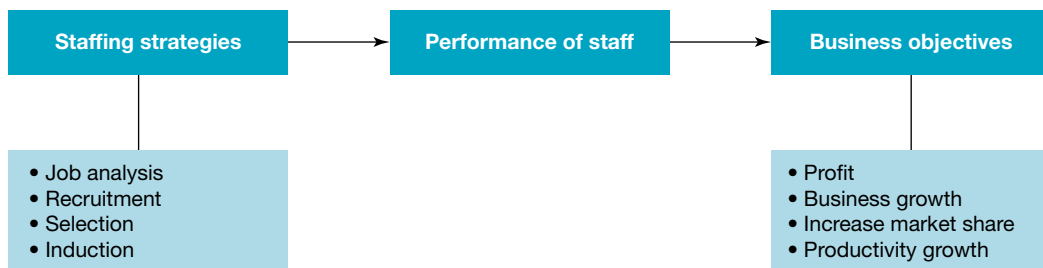 Staffing strategies
Performance of staff
Business objectives
• Job analysis
• Recruitment
• Selection
• Induction
• Profit
• Business growth
• Increase market share
• Productivity growth